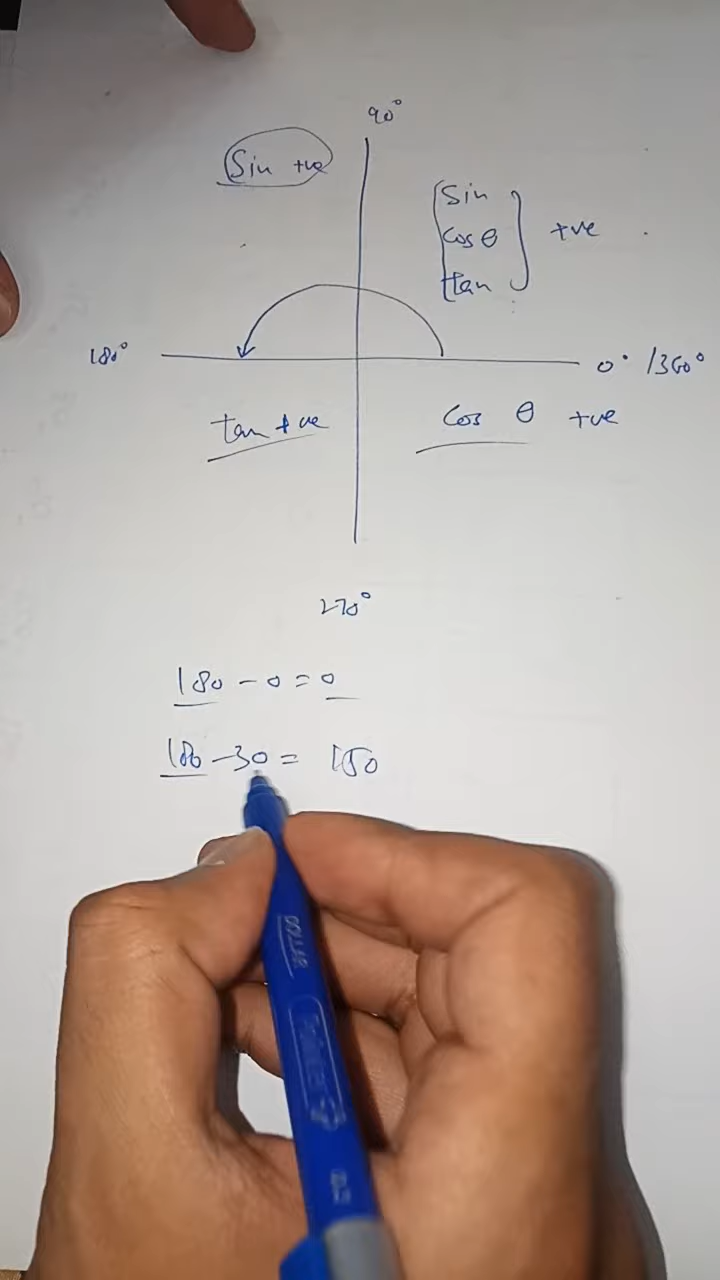 90°
Sin +ve
Sin
Cos θ
tan
+ve
180°
0° /360°
tan +ve
Cos θ +ve
270°
180 - 0 = 0
180 - 30 = 150
DOLLAR